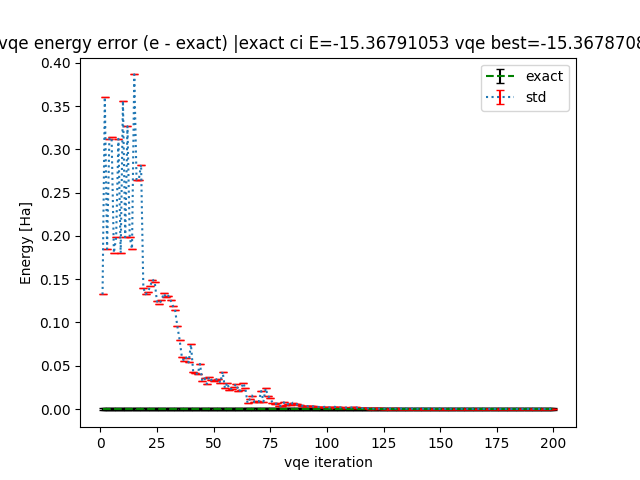 vqe energy error (e - exact) |exact ci E=-15.36791053 vqe best=-15.3678708
0.40
0.35
0.30
0.25
0.20
0.15
0.10
0.05
0.00
Energy [Ha]
exact
std
0 25 50 75 100 125 150 175 200
vqe iteration